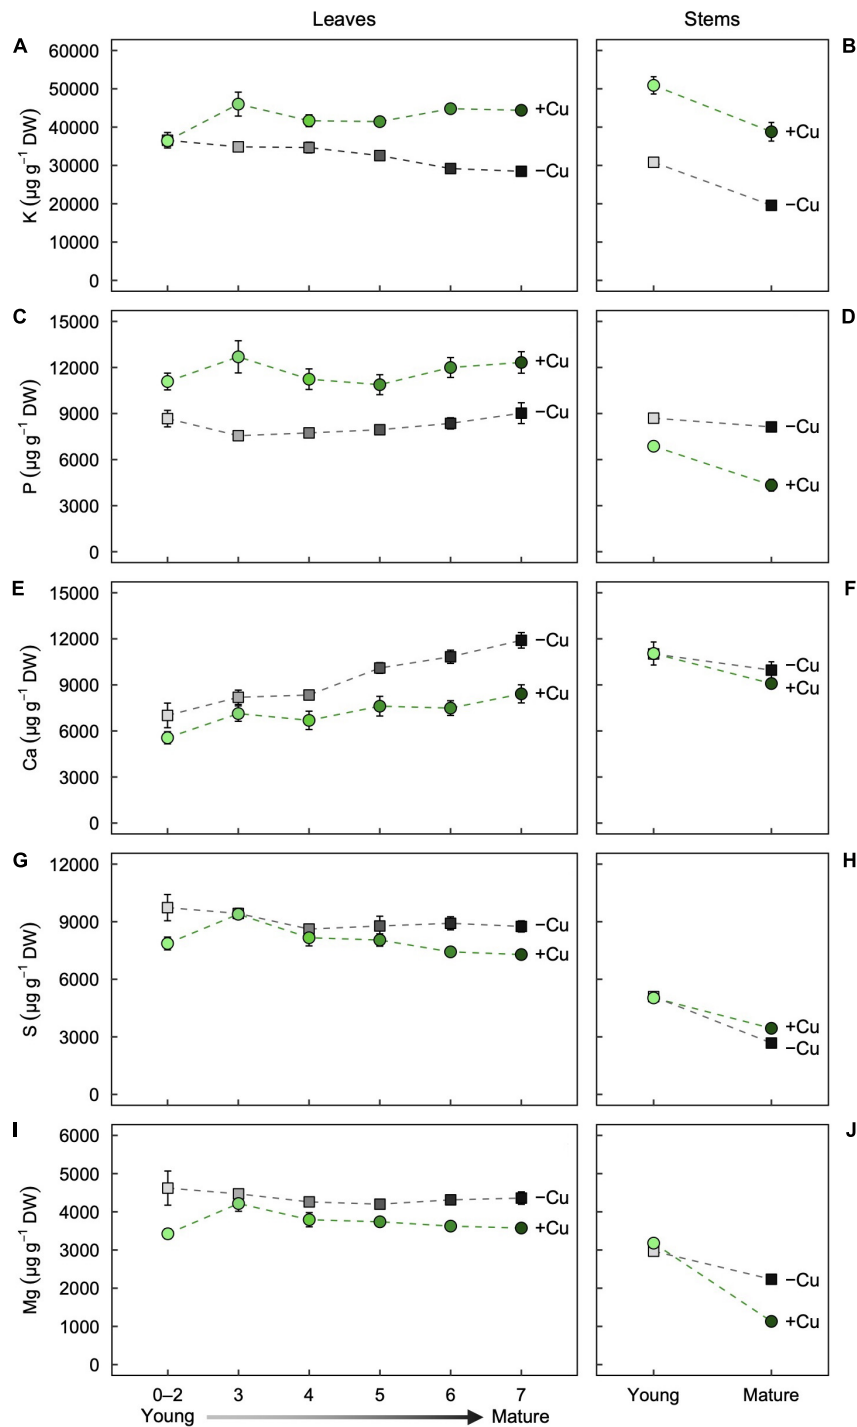 Leaves Stems
A B
K (µg g⁻¹ DW)
60000
50000
40000
30000
20000
10000
0
+Cu
−Cu
+Cu
−Cu
C D
P (µg g⁻¹ DW)
15000
12000
9000
6000
3000
0
+Cu
−Cu
−Cu
+Cu
E F
Ca (µg g⁻¹ DW)
15000
12000
9000
6000
3000
0
−Cu
+Cu
−Cu
+Cu
G H
S (µg g⁻¹ DW)
12000
9000
6000
3000
0
−Cu
+Cu
+Cu
−Cu
I J
Mg (µg g⁻¹ DW)
6000
5000
4000
3000
2000
1000
0
−Cu
+Cu
−Cu
+Cu
0–2 3 4 5 6 7 Young Mature
Young Mature